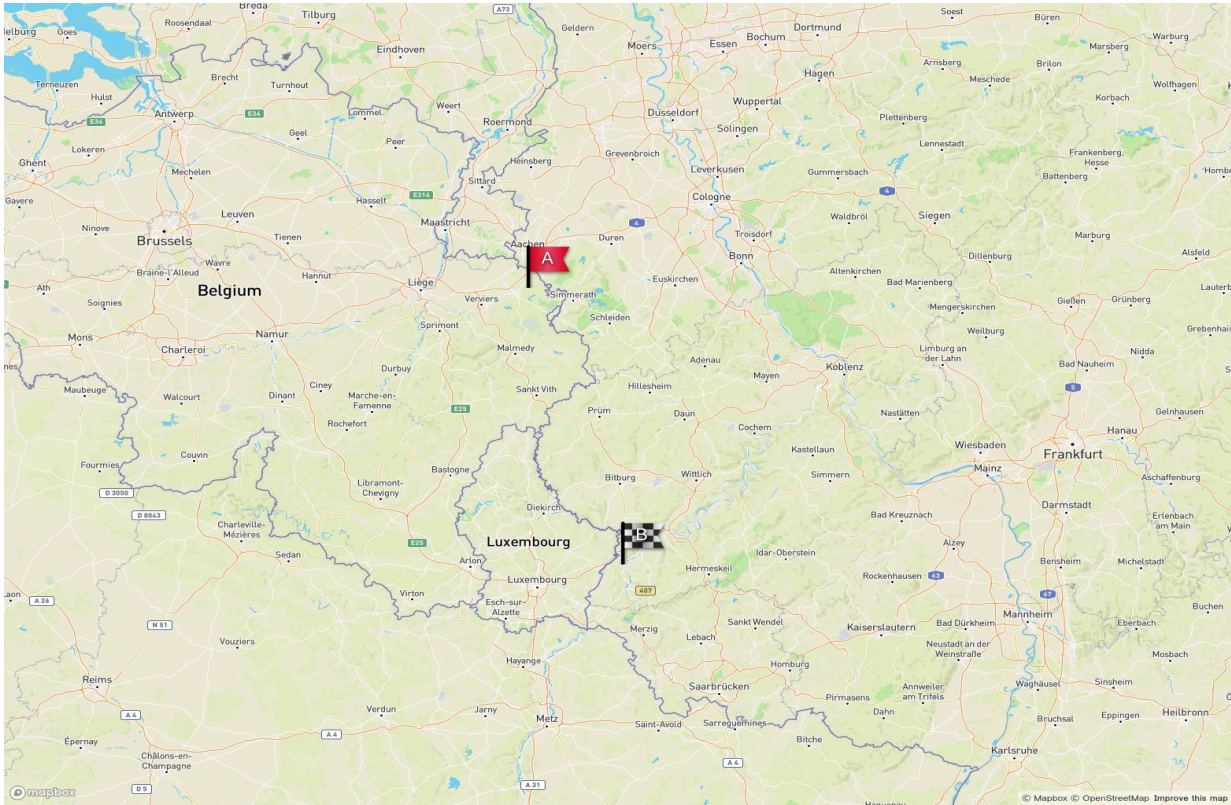 Roosendaal
Breda
Tilburg
A73
Geldern
Goes
Terneuzen
Hulst
Brecht
Turnhout
Eindhoven
Weert
Moers
Essen
Bochum
Dortmund
Hagen
Soest
Büren
Warburg
Marsberg
Arnsberg
Brilon
Meschede
Wolfhagen
Korbach
E34
Antwerp
E34
Lommel
Roermond
Dusseldorf
Wuppertal
Plettenberg
Lokeren
Ghent
Geel
Peer
Heinsberg
Grevenbroich
Solingen
Lennestadt
Frankenberg,
Hesse
Mechelen
Sittard
Leverkusen
Gummersbach
Battenberg
E314
Hasselt
Cologne
4
Ninove
Leuven
Maastricht
4
Waldbröl
Siegen
Brussels
Tienen
Aachen
Duren
Troisdorf
Marburg
A
Bonn
Dillenburg
Alsfeld
Braine-l'Alleud
Wavre
Hannut
Liège
Altenkirchen
Ath
Belgium
Verviers
Simmerath
Euskirchen
Bad Marienberg
Soignies
Mengerskirchen
Gießen
Grünberg
Schleiden
Sprimont
Namur
Mons
Weilburg
Charleroi
Malmedy
Adenau
Limburg an
der Lahn
Nidda
Bad Nauheim
Durbuy
Koblenz
Mayen
Maubeuge
Walcourt
Ciney
Dinant
Marche-en-
Famenne
Sankt Vith
Hillesheim
5
E25
Prüm
Daun
Nastätten
Gelnhausen
Rochefort
Cochem
Hanau
Wiesbaden
Kastellaun
Frankfurt
Couvin
Fourmies
Mainz
Bastogne
Bitburg
Wittlich
Simmern
Aschaffenburg
D 3050
Libramont-
Chevigny
Darmstadt
D 8043
Diekirch
Bad Kreuznach
Erlenbach
am Main
Charleville-
Mézières
E25
Luxembourg
B
Alzey
Sedan
Arlon
Idar-Oberstein
Bensheim
Michelstadt
Hermeskeil
Luxembourg
Rockenhausen
63
407
67
Laon
A 26
Virton
Esch-sur-
Alzette
Buchen
N 51
Merzig
Sankt Wendel
Kaiserslautern
Bad Dürkheim
Mannheim
Eberbach
Vouziers
Lebach
Neustadt an der
Weinstraße
Mosbach
Hayange
Homburg
Reims
Saarbrücken
Annweiler
am Trifels
Waghäusel
Sinsheim
Pirmasens
A 4
Verdun
Jarny
Metz
Saint-Avold
Sarreguemines
Dahn
Bruchsal
Eppingen
Heilbronn
A 4
Épernay
Bitche
Karlsruhe
Châlons-en-
Champagne
A 4
D 5
A 31
mapbox
© Mapbox © OpenStreetMap Improve this map